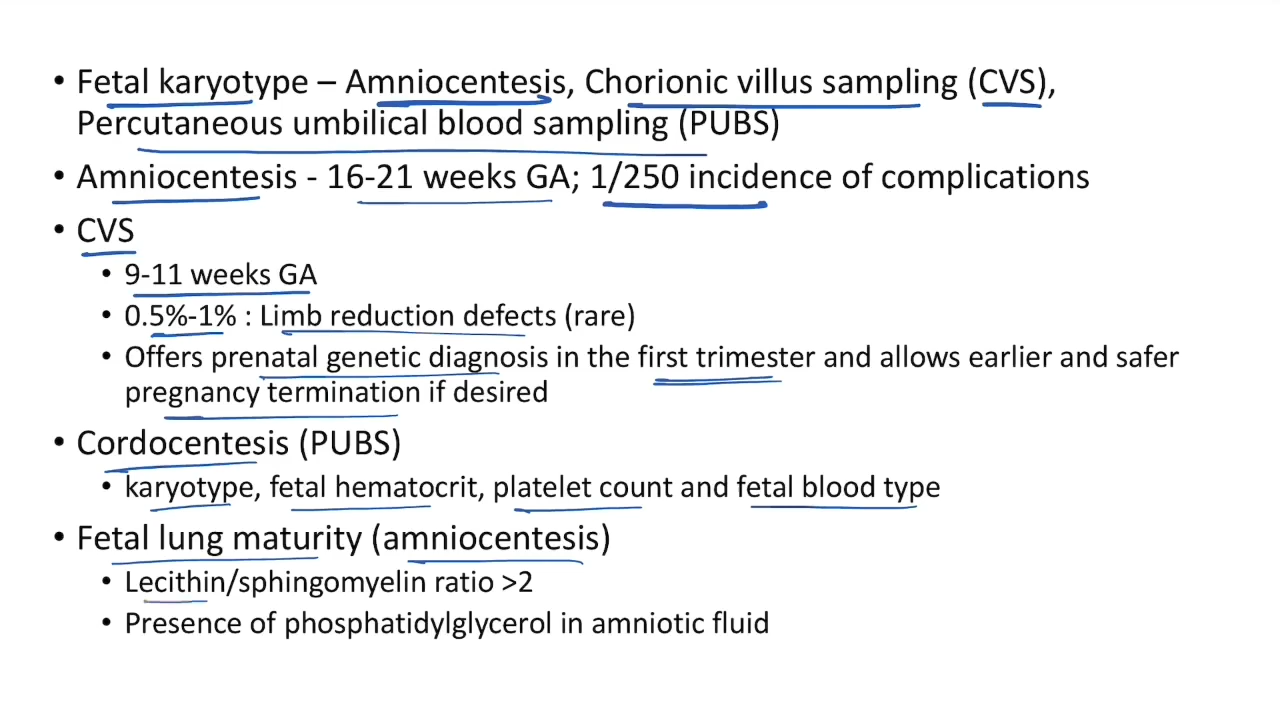 • Fetal karyotype – Amniocentesis, Chorionic villus sampling (CVS),
Percutaneous umbilical blood sampling (PUBS)
• Amniocentesis - 16-21 weeks GA; 1/250 incidence of complications
• CVS
• 9-11 weeks GA
• 0.5%-1% : Limb reduction defects (rare)
• Offers prenatal genetic diagnosis in the first trimester and allows earlier and safer
pregnancy termination if desired
• Cordocentesis (PUBS)
• karyotype, fetal hematocrit, platelet count and fetal blood type
• Fetal lung maturity (amniocentesis)
• Lecithin/sphingomyelin ratio >2
• Presence of phosphatidylglycerol in amniotic fluid